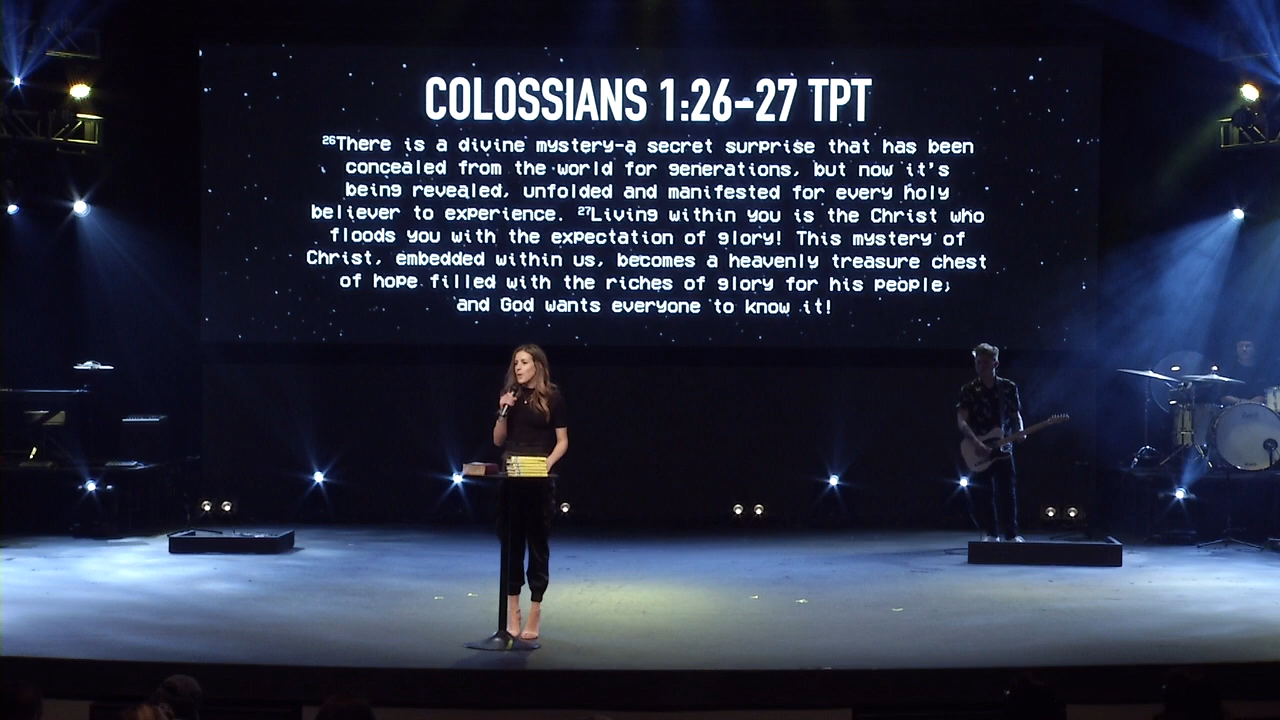 COLOSSIANS 1:26-27 TPT
²⁶There is a divine mystery-a secret surprise that has been
concealed from the world for generations, but now it's
being revealed, unfolded and manifested for every holy
believer to experience. ²⁷Living within you is the Christ who
floods you with the expectation of glory! This mystery of
Christ, embedded within us, becomes a heavenly treasure chest
of hope filled with the riches of glory for his people,
and God wants everyone to know it!